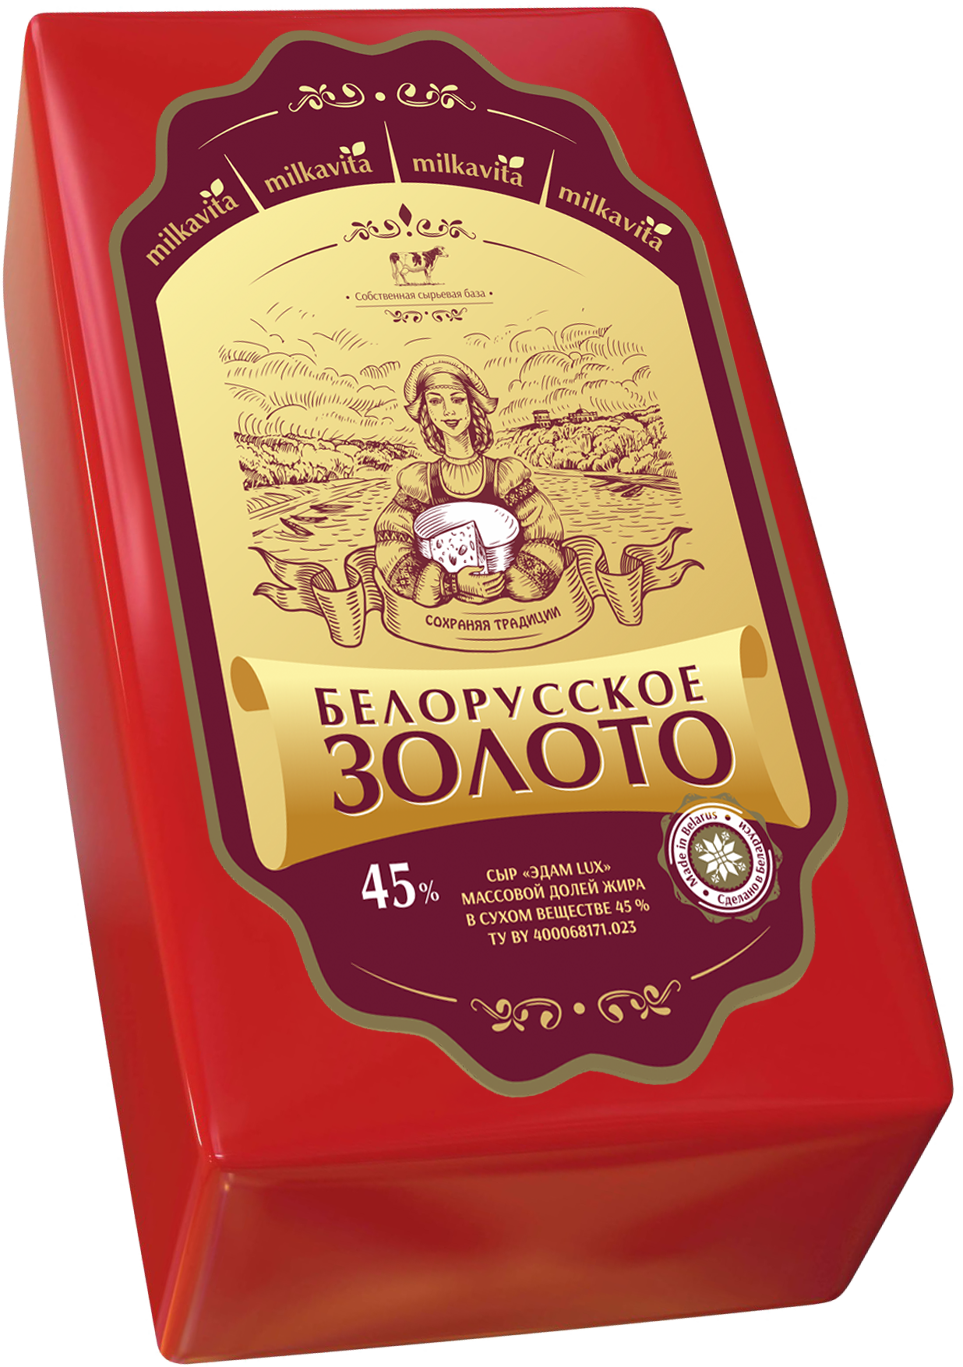 milkavita
milkavita
milkavita
milkavita
• Собственная сырьевая база •
СОХРАНЯЯ ТРАДИЦИИ
БЕЛОРУССКОЕ
ЗОЛОТО
45%
СЫР «ЭДАМ LUX»
МАССОВОЙ ДОЛЕЙ ЖИРА
В СУХОМ ВЕЩЕСТВЕ 45 %
ТУ BY 400068171.023
Made in Belarus
Сделано в Беларуси